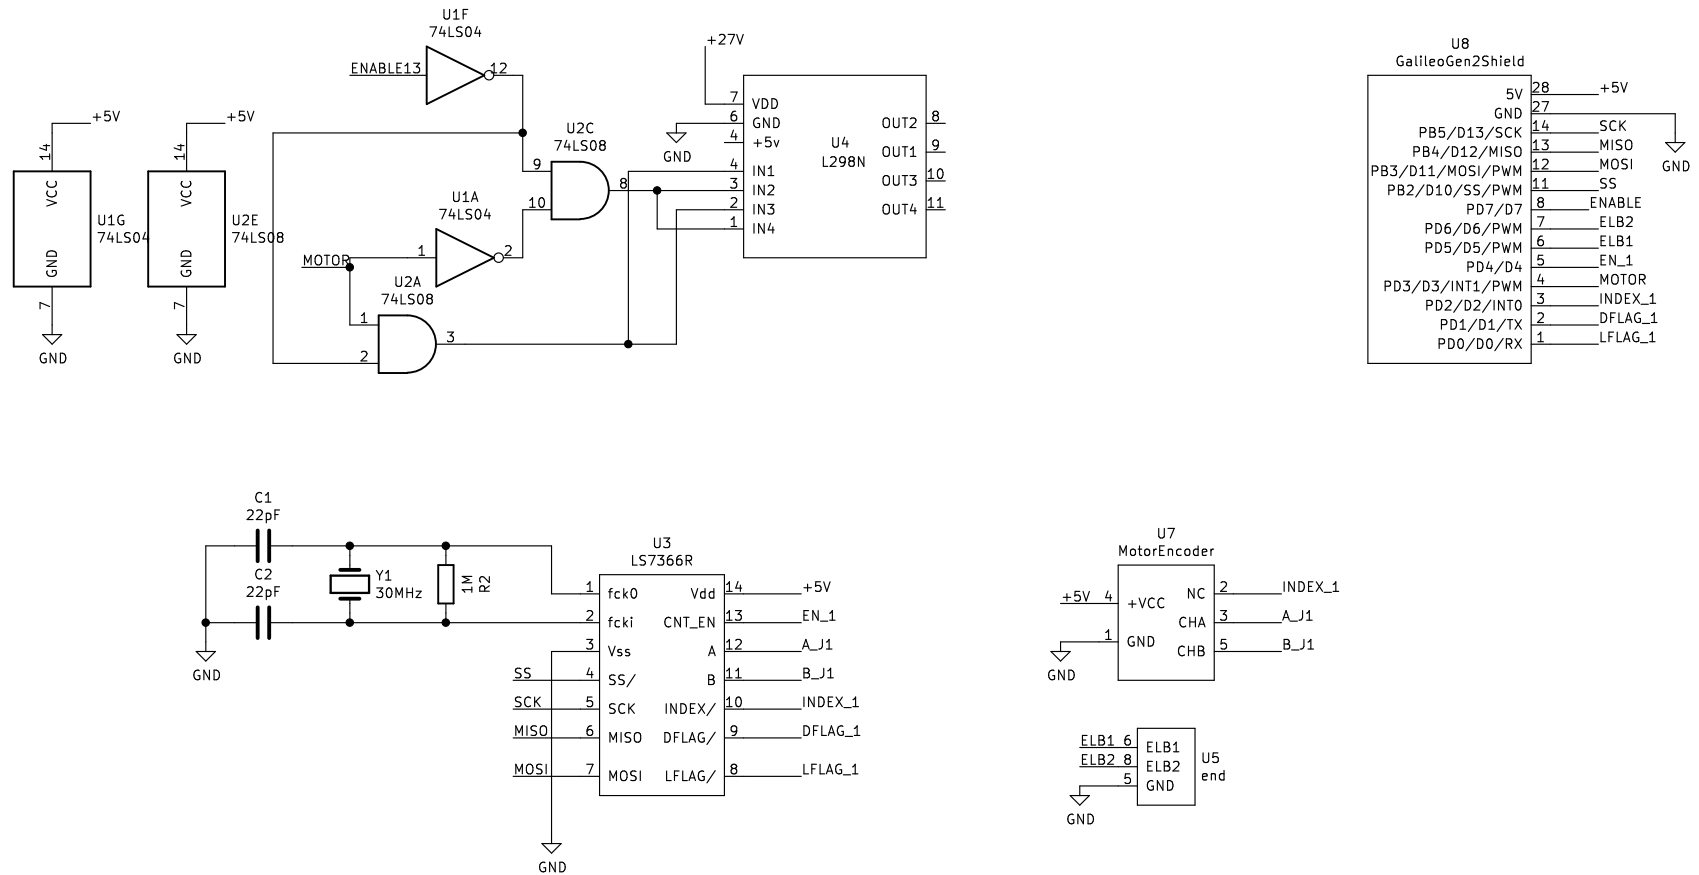 U1F
74LS04
ENABLE 13
12
+5V
14
VCC
GND
7
GND
U1G
74LS04
+5V
14
VCC
GND
7
GND
U2E
74LS08
U2C
74LS08
9
10
8
U1A
74LS04
1
2
MOTOR
U2A
74LS08
1
2
3
+27V
GND
7 VDD
6 GND
4 +5v
4 IN1
3 IN2
2 IN3
1 IN4
U4
L298N
OUT2 8
OUT1 9
OUT3 10
OUT4 11
U8
GalileoGen2Shield
5V 28 +5V
GND 27
GND
PB5/D13/SCK 14 SCK
PB4/D12/MISO 13 MISO
PB3/D11/MOSI/PWM 12 MOSI
PB2/D10/SS/PWM 11 SS
PD7/D7 8 ENABLE
PD6/D6/PWM 7 ELB2
PD5/D5/PWM 6 ELB1
PD4/D4 5 EN_1
PD3/D3/INT1/PWM 4 MOTOR
PD2/D2/INT0 3 INDEX_1
PD1/D1/TX 2 DFLAG_1
PD0/D0/RX 1 LFLAG_1
C1
22pF
C2
22pF
GND
Y1
30MHz
1M
R2
U3
LS7366R
1 fckO
2 fcki
3 Vss
SS 4 SS/
SCK 5 SCK
MISO 6 MISO
MOSI 7 MOSI
GND
Vdd 14 +5V
CNT_EN 13 EN_1
A 12 A_J1
B 11 B_J1
INDEX/ 10 INDEX_1
DFLAG/ 9 DFLAG_1
LFLAG/ 8 LFLAG_1
U7
MotorEncoder
+5V 4 +VCC
1 GND
GND
NC 2 INDEX_1
CHA 3 A_J1
CHB 5 B_J1
ELB1 6 ELB1
ELB2 8 ELB2
5 GND
GND
U5
end